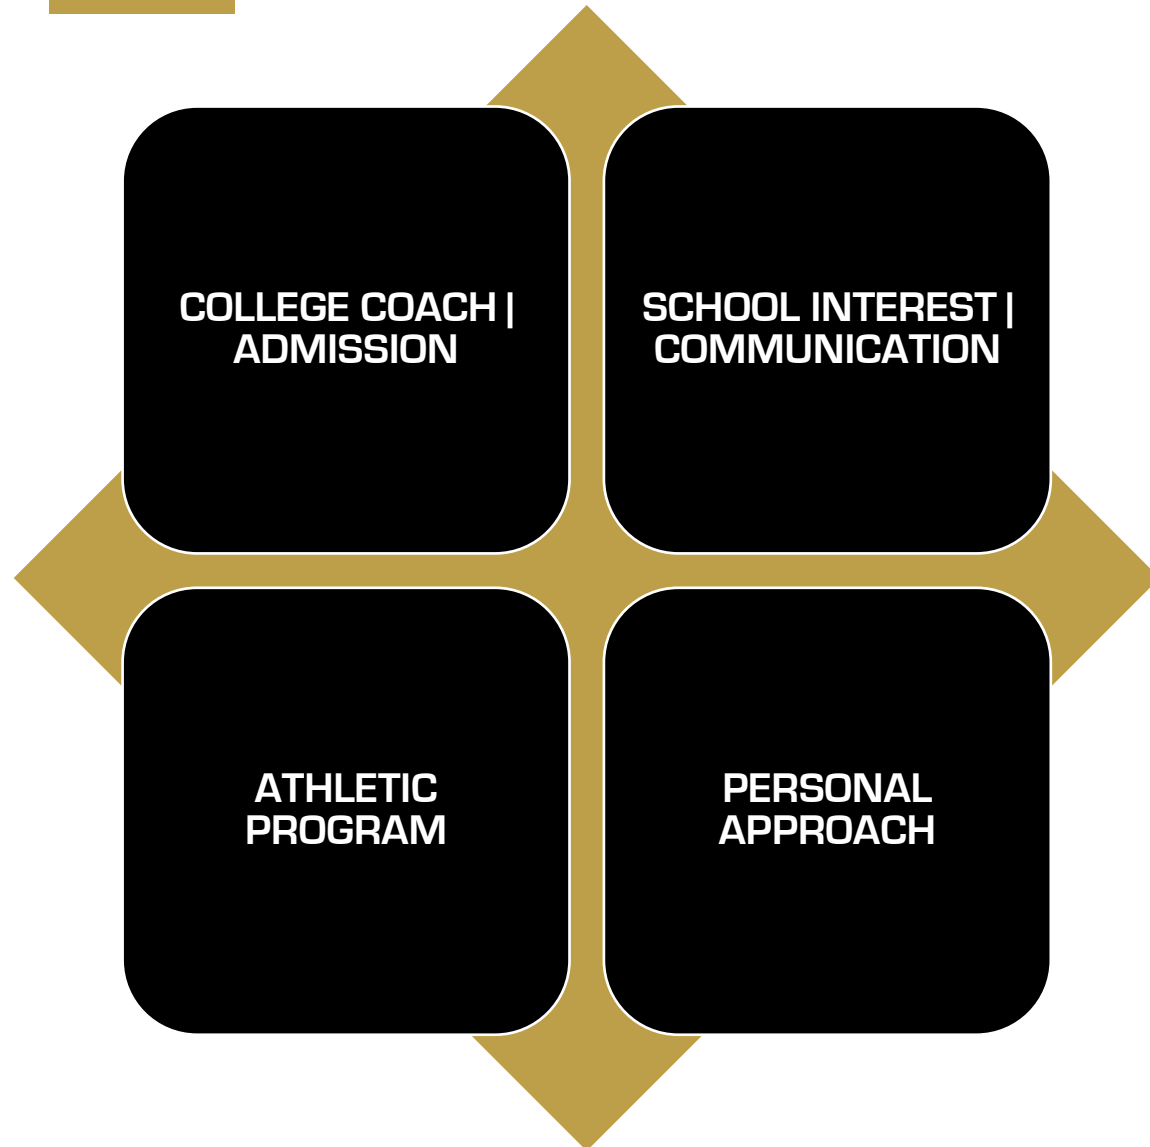 COLLEGE COACH |
ADMISSION
SCHOOL INTEREST |
COMMUNICATION
ATHLETIC
PROGRAM
PERSONAL
APPROACH